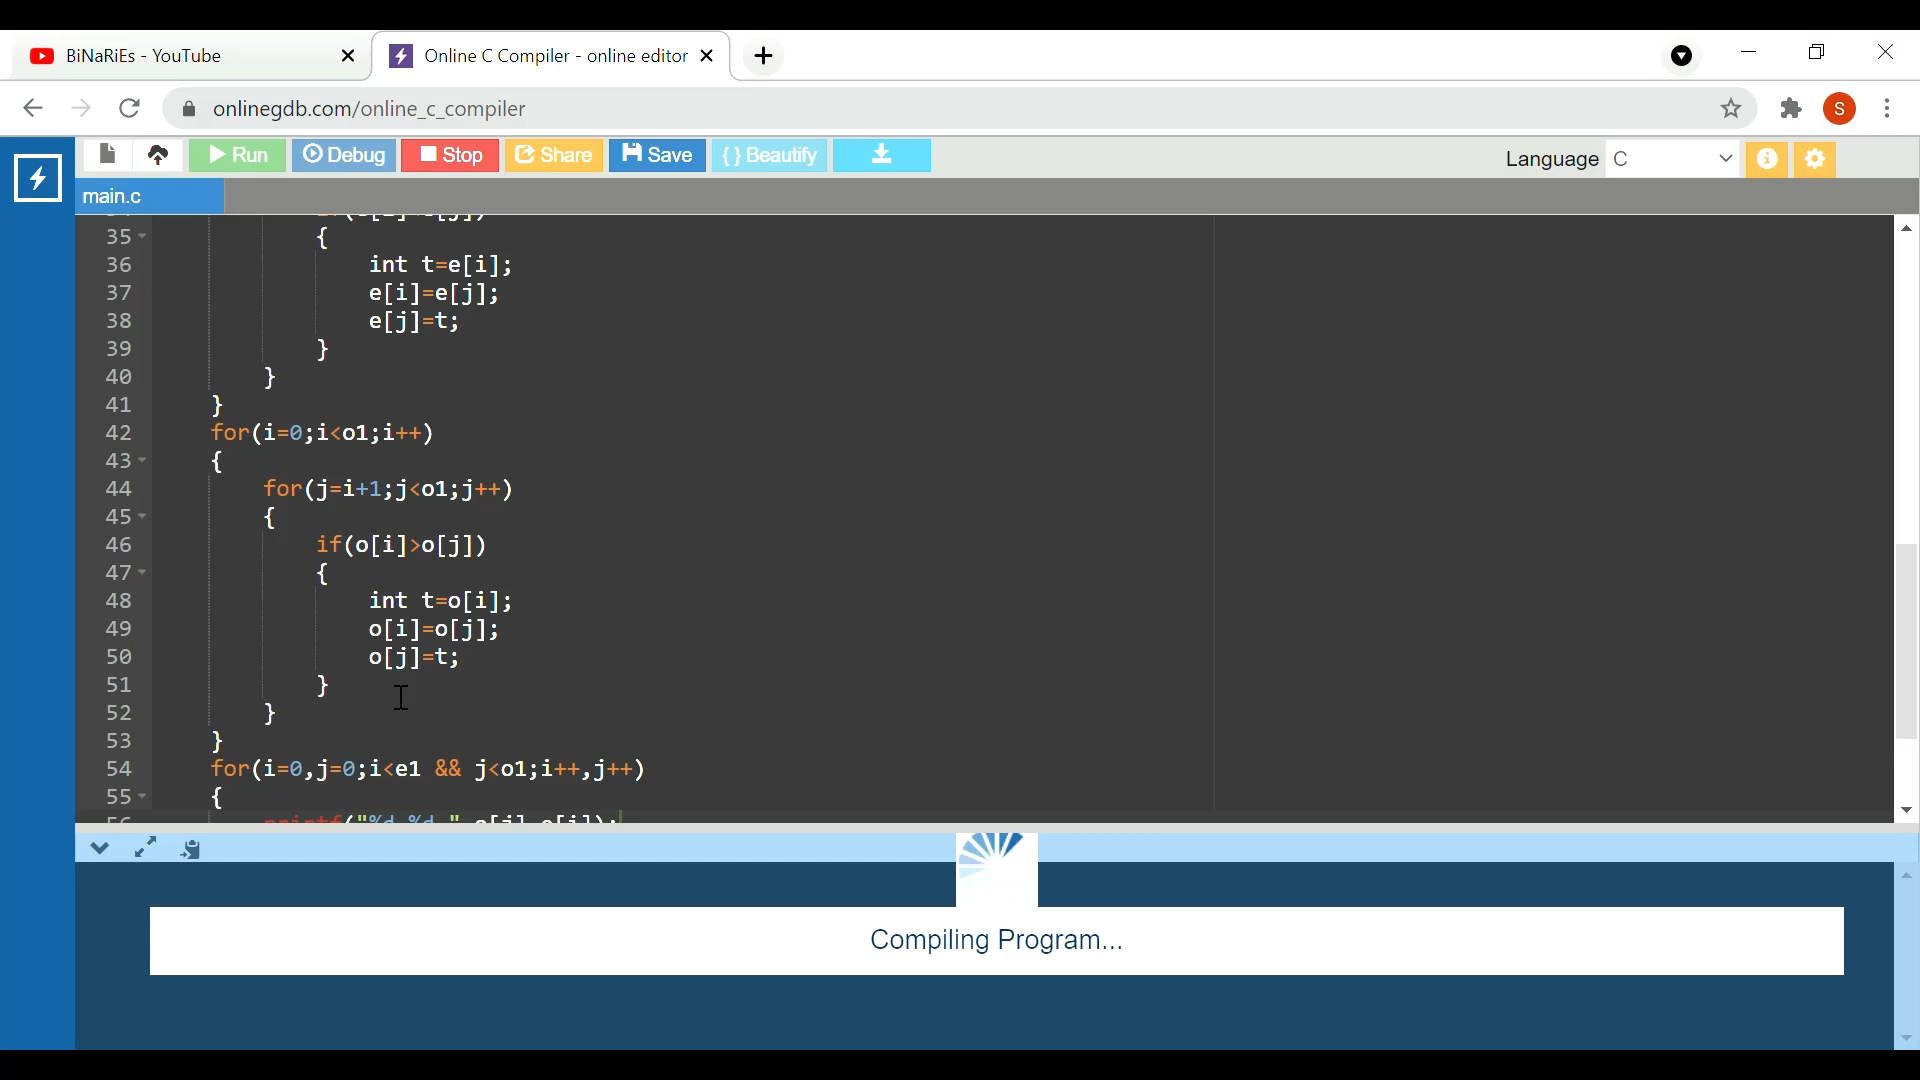 BiNaRiEs - YouTube
Online C Compiler - online editor
onlinegdb.com/online_c_compiler
S
Run Debug Stop Share Save { } Beautify
Language C
main.c
35 {
36 int t=e[i];
37 e[i]=e[j];
38 e[j]=t;
39 }
40 }
41 }
42 for(i=0;i<o1;i++)
43 {
44 for(j=i+1;j<o1;j++)
45 {
46 if(o[i]>o[j])
47 {
48 int t=o[i];
49 o[i]=o[j];
50 o[j]=t;
51 }
52 }
53 }
54 for(i=0,j=0;i<e1 && j<o1;i++,j++)
55 {
Compiling Program...